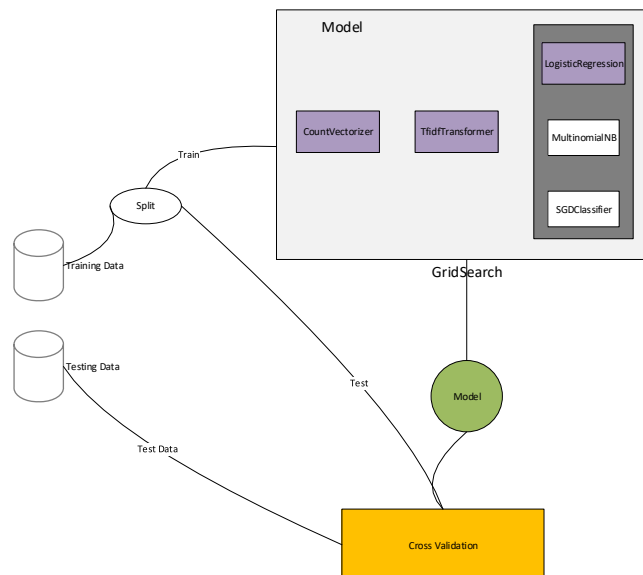 Model
LogisticRegression
CountVectorizer
TfidfTransformer
MultinomialNB
Train
Split
SGDClassifier
Training Data
GridSearch
Testing Data
Test
Model
Test Data
Cross Validation